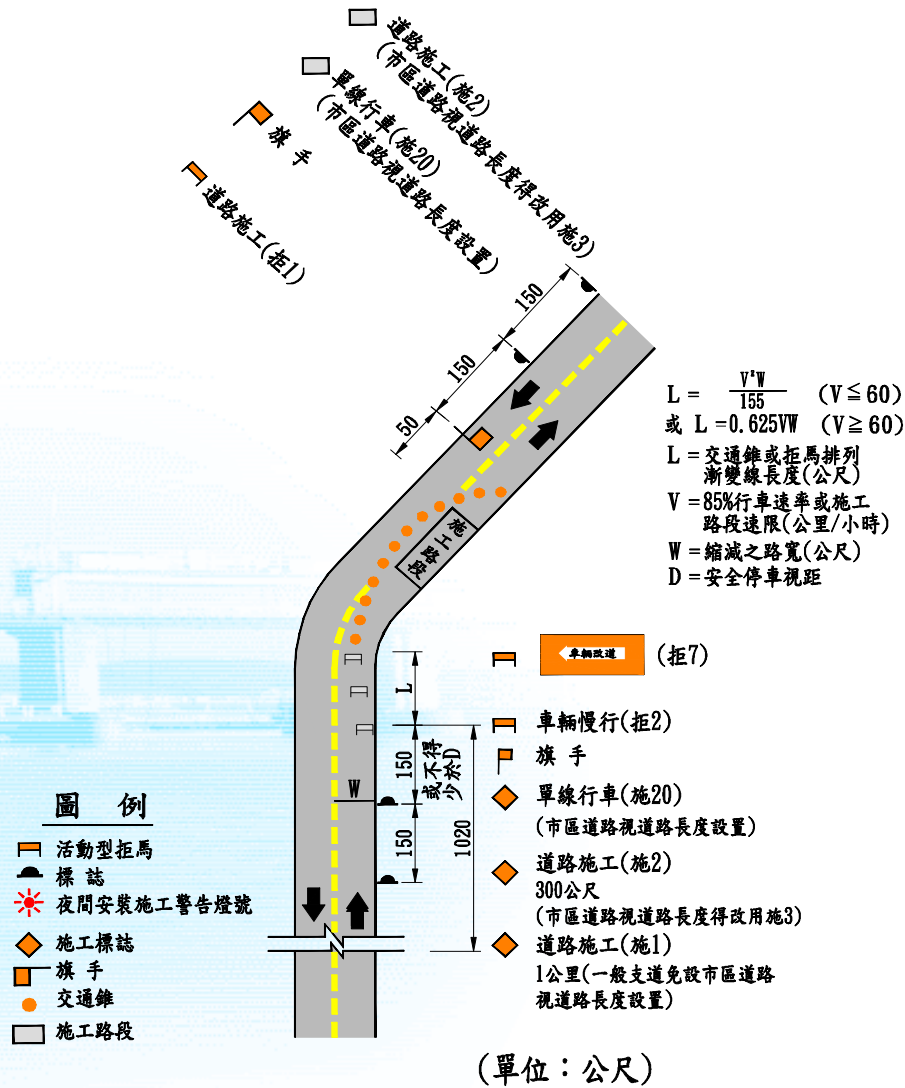 道路施工(施2)
(市區道路視道路長度得改用施3)
單線行車(施20)
(市區道路視道路長度設置)
旗 手
道路施工(拒1)
150
150
50
施工路段
L = V²W/155 (V≦60)
或 L =0.625VW (V≧60)
L =交通錐或拒馬排列
漸變線長度(公尺)
V =85%行車速率或施工
路段速限(公里/小時)
W =縮減之路寬(公尺)
D =安全停車視距
車輛改道
(拒7)
L
車輛慢行(拒2)
旗 手
150
或不得
少於D
W
單線行車(施20)
(市區道路視道路長度設置)
150
1020
道路施工(施2)
300公尺
(市區道路視道路長度得改用施3)
道路施工(施1)
1公里(一般支道免設市區道路
視道路長度設置)
圖 例
活動型拒馬
標 誌
夜間安裝施工警告燈號
施工標誌
旗 手
交通錐
施工路段
(單位：公尺)